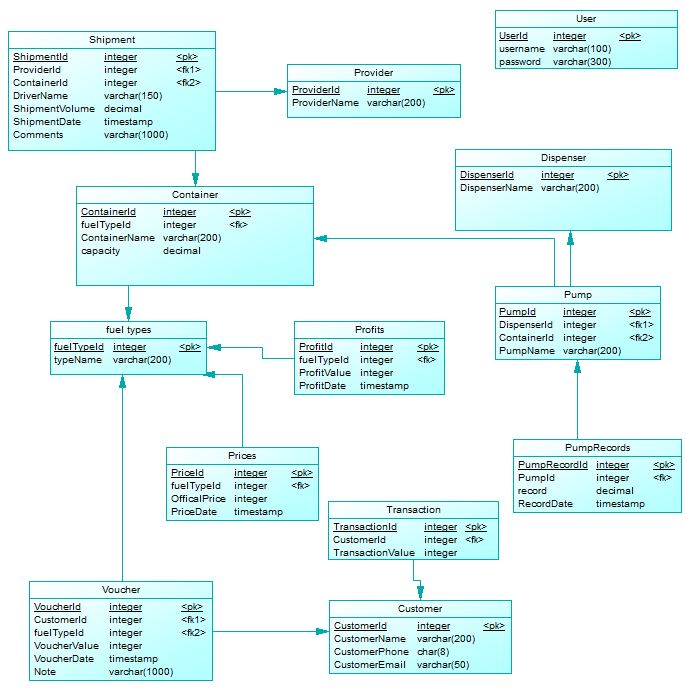 User
UserId integer <pk>
username varchar(100)
password varchar(300)
Shipment
ShipmentId integer <pk>
ProviderId integer <fk1>
ContainerId integer <fk2>
DriverName varchar(150)
ShipmentVolume decimal
ShipmentDate timestamp
Comments varchar(1000)
Provider
ProviderId integer <pk>
ProviderName varchar(200)
Dispenser
DispenserId integer <pk>
DispenserName varchar(200)
Container
ContainerId integer <pk>
fuelTypeId integer <fk>
ContainerName varchar(200)
capacity decimal
Pump
PumpId integer <pk>
DispenserId integer <fk1>
ContainerId integer <fk2>
PumpName varchar(200)
fuel types
fuelTypeId integer <pk>
typeName varchar(200)
Profits
ProfitId integer <pk>
fuelTypeId integer <fk>
ProfitValue integer
ProfitDate timestamp
Prices
PriceId integer <pk>
fuelTypeId integer <fk>
OfficalPrice integer
PriceDate timestamp
PumpRecords
PumpRecordId integer <pk>
PumpId integer <fk>
record decimal
RecordDate timestamp
Transaction
TransactionId integer <pk>
CustomerId integer <fk>
TransactionValue integer
Voucher
VoucherId integer <pk>
CustomerId integer <fk1>
fuelTypeId integer <fk2>
VoucherValue integer
VoucherDate timestamp
Note varchar(1000)
Customer
CustomerId integer <pk>
CustomerName varchar(200)
CustomerPhone char(8)
CustomerEmail varchar(50)